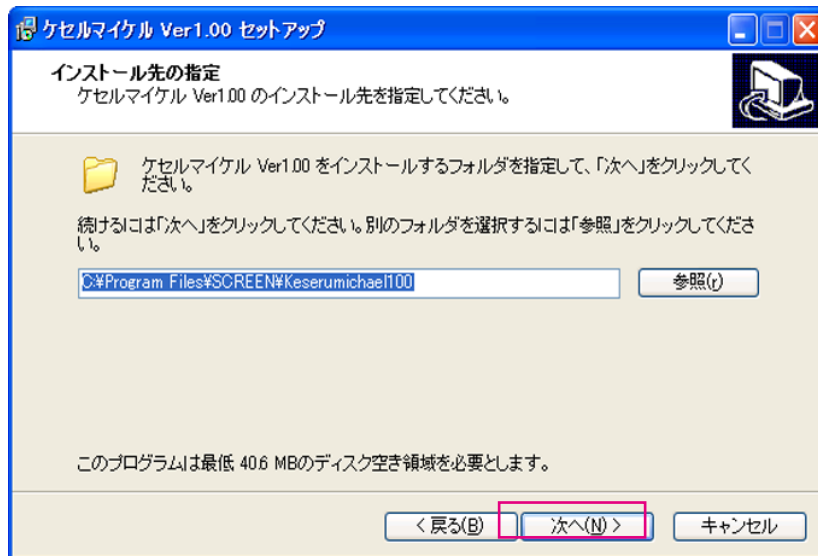 ケセルマイケル Ver1.00 セットアップ
インストール先の指定
ケセルマイケル Ver1.00 のインストール先を指定してください。
ケセルマイケル Ver1.00 をインストールするフォルダを指定して、「次へ」をクリックしてく
ださい。
続けるには「次へ」をクリックしてください。別のフォルダを選択するには「参照」をクリックしてくださ
い。
C:¥Program Files¥SCREEN¥Keserumichael100
参照(r)
このプログラムは最低 40.6 MBのディスク空き領域を必要とします。
< 戻る(B)
次へ(N) >
キャンセル